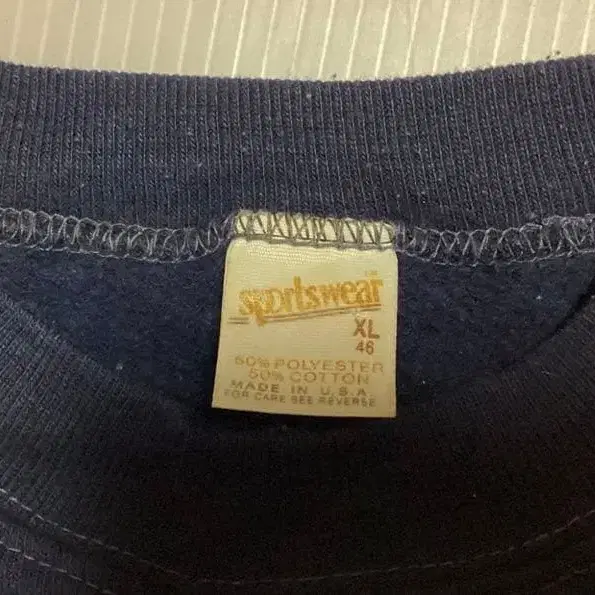 sportswear
XL
46
50% POLYESTER
50% COTTON
MADE IN U.S.A.
FOR CARE SEE REVERSE